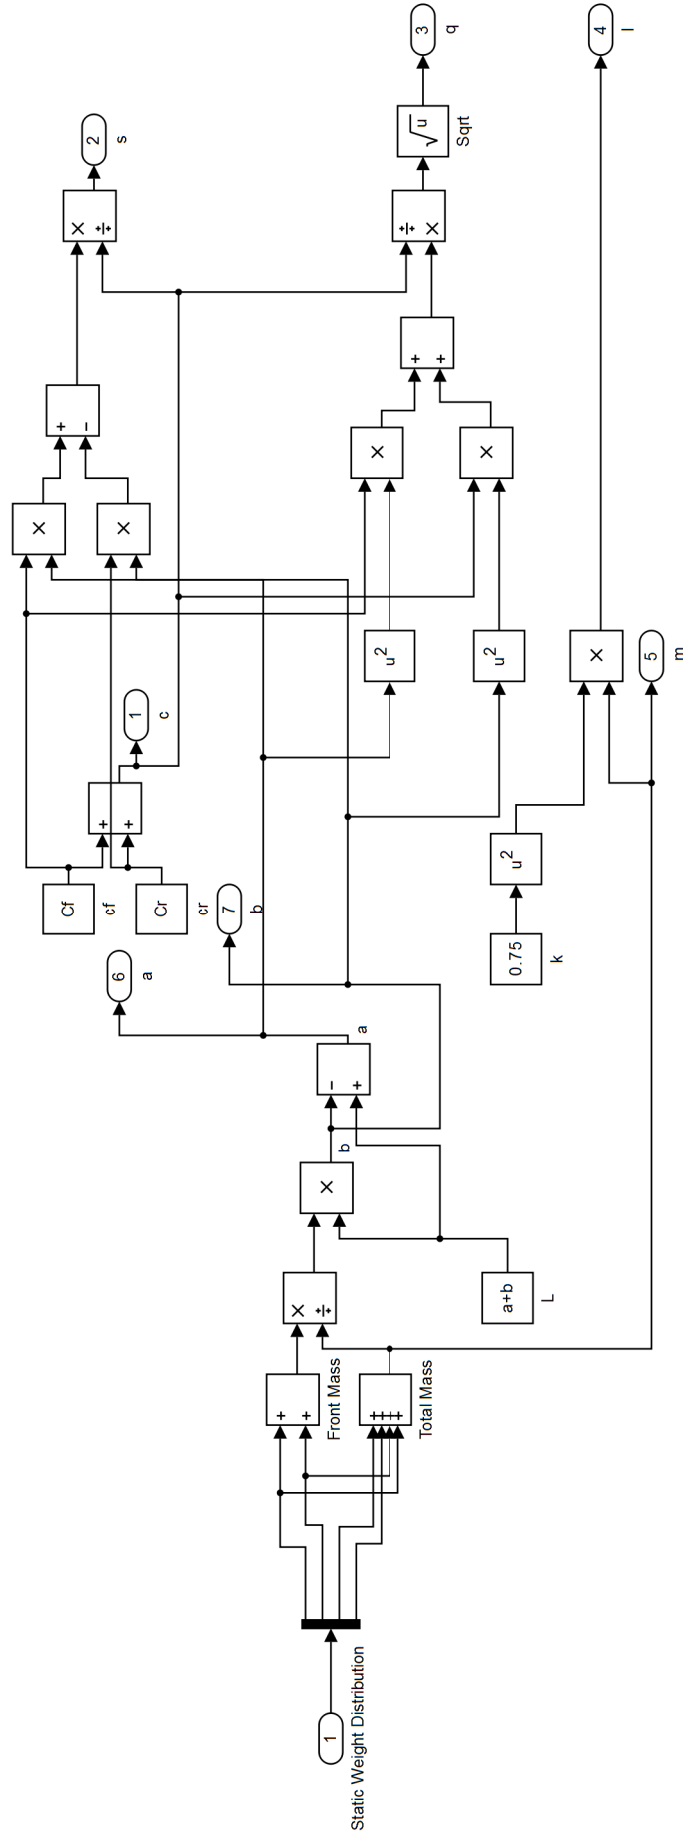 1
Static Weight Distribution
+
+
Front Mass
+
+
+
+
Total Mass
×
÷
a+b
L
×
b
−
+
a
6
a
7
b
Cf
cf
Cr
cr
+
+
1
c
0.75
k
u²
u²
u²
×
×
×
+
−
×
×
+
+
×
÷
2
s
÷
×
√u
Sqrt
3
q
4
I
5
m